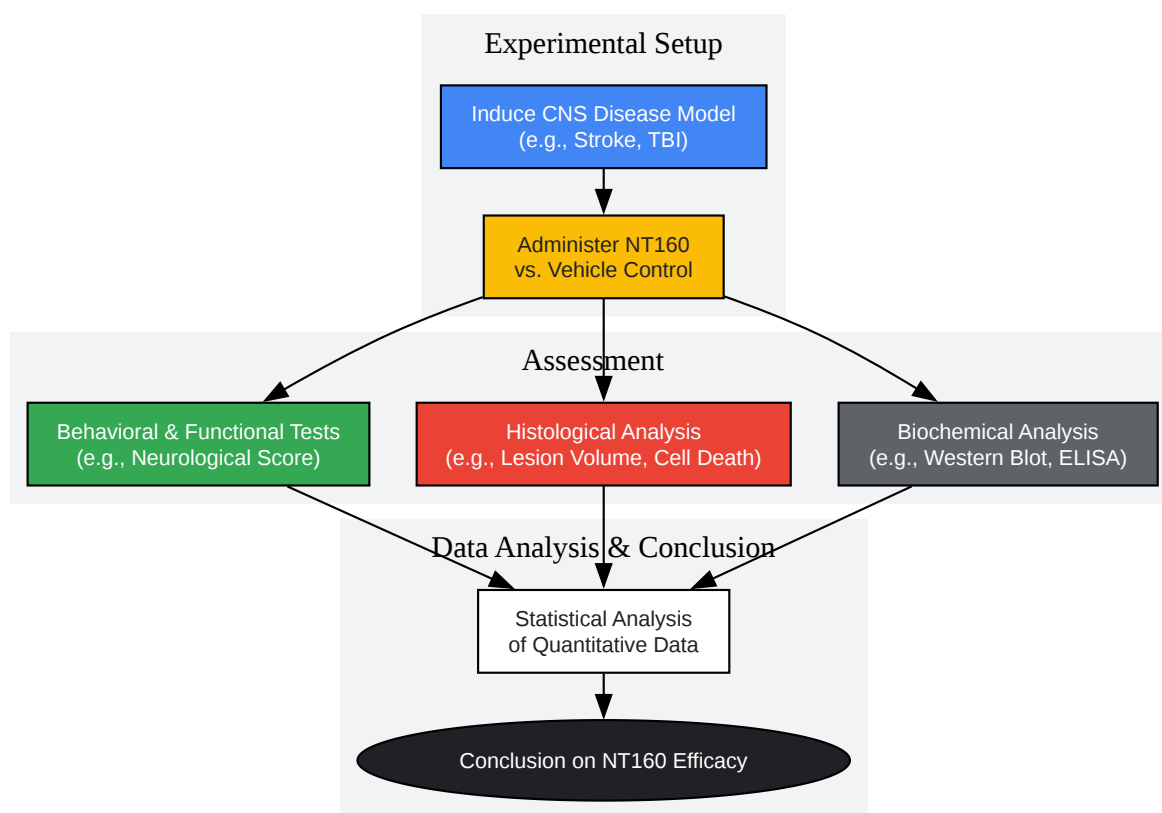 Experimental Setup
Induce CNS Disease Model
(e.g., Stroke, TBI)
Administer NT160
vs. Vehicle Control
Assessment
Behavioral & Functional Tests
(e.g., Neurological Score)
Histological Analysis
(e.g., Lesion Volume, Cell Death)
Biochemical Analysis
(e.g., Western Blot, ELISA)
Data Analysis & Conclusion
Statistical Analysis
of Quantitative Data
Conclusion on NT160 Efficacy